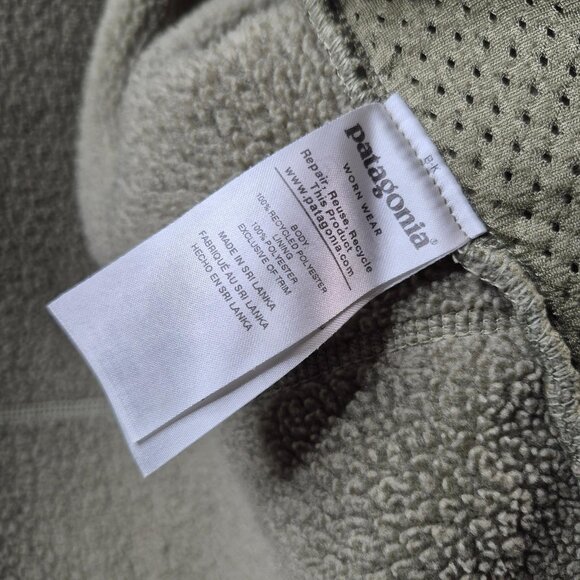 patagonia®
WORN WEAR
Repair, Reuse, Recycle
This Product
www.patagonia.com
BODY
100% RECYCLED POLYESTER
LINING
100% POLYESTER
EXCLUSIVE OF TRIM
MADE IN SRI LANKA
FABRIQUÉ AU SRI LANKA
HECHO EN SRI LANKA